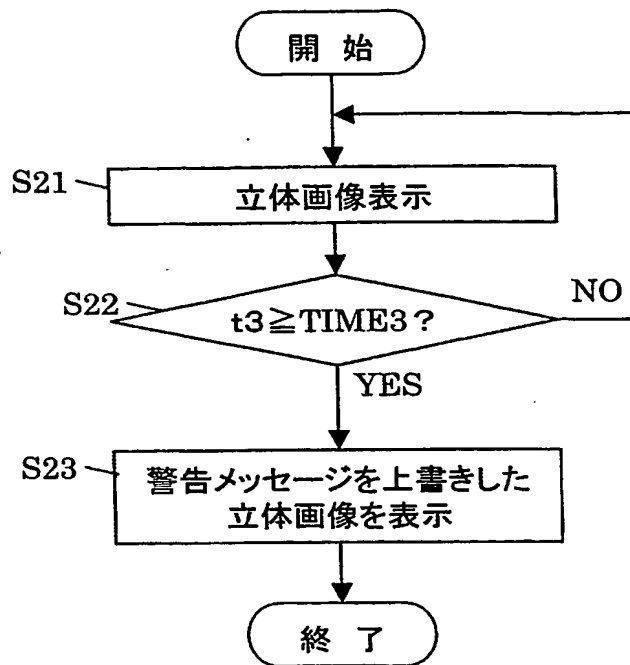 開 始
S21
立体画像表示
S22
t3≧TIME3?
NO
YES
S23
警告メッセージを上書きした
立体画像を表示
終 了